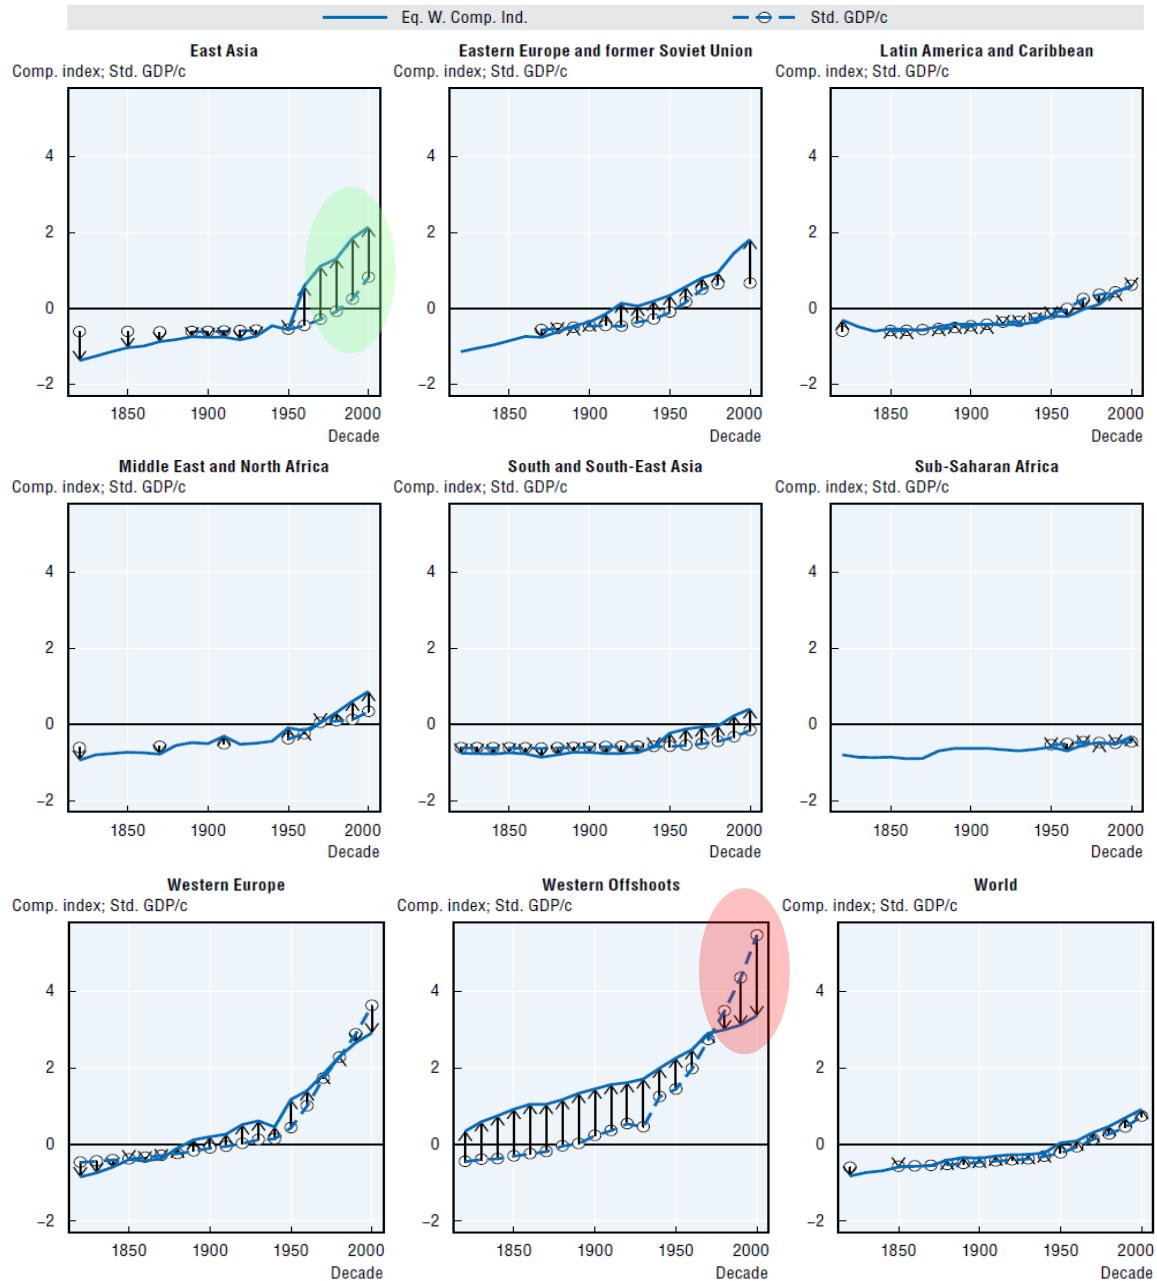 Eq. W. Comp. Ind. Std. GDP/c
East Asia Eastern Europe and former Soviet Union Latin America and Caribbean
Comp. index; Std. GDP/c Comp. index; Std. GDP/c Comp. index; Std. GDP/c
4 4 4
2 2 2
0 0 0
−2 −2 −2
1850 1900 1950 2000 1850 1900 1950 2000 1850 1900 1950 2000
Decade Decade Decade
Middle East and North Africa South and South-East Asia Sub-Saharan Africa
Comp. index; Std. GDP/c Comp. index; Std. GDP/c Comp. index; Std. GDP/c
4 4 4
2 2 2
0 0 0
−2 −2 −2
1850 1900 1950 2000 1850 1900 1950 2000 1850 1900 1950 2000
Decade Decade Decade
Western Europe Western Offshoots World
Comp. index; Std. GDP/c Comp. index; Std. GDP/c Comp. index; Std. GDP/c
4 4 4
2 2 2
0 0 0
−2 −2 −2
1850 1900 1950 2000 1850 1900 1950 2000 1850 1900 1950 2000
Decade Decade Decade